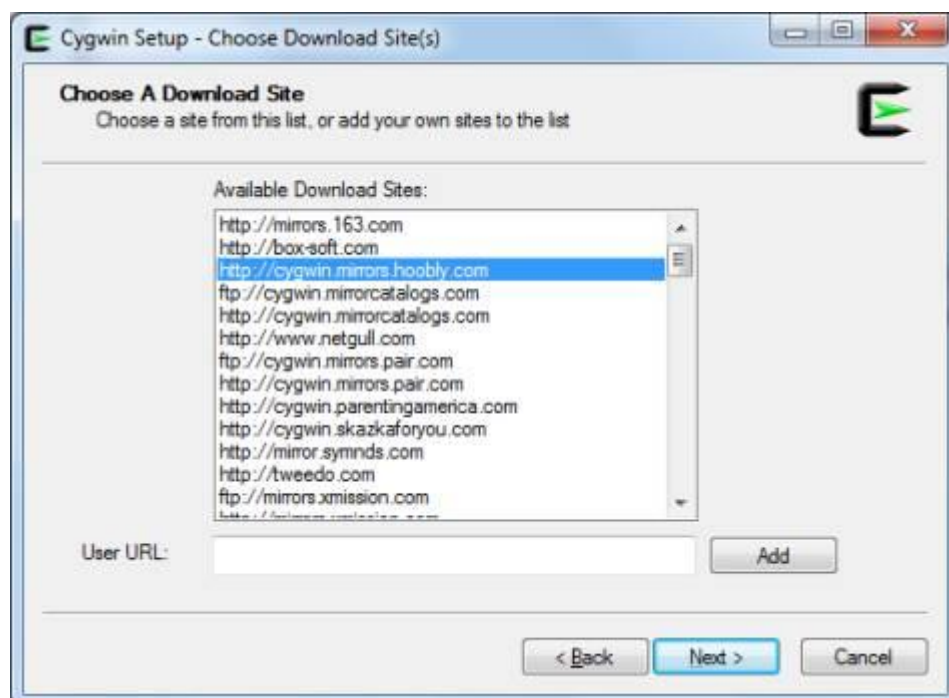 Cygwin Setup - Choose Download Site(s)
Choose A Download Site
Choose a site from this list, or add your own sites to the list
Available Download Sites:
http://mirrors.163.com
http://box-soft.com
http://cygwin.mirrors.hoobly.com
ftp://cygwin.mirrorcatalogs.com
http://cygwin.mirrorcatalogs.com
http://www.netgull.com
ftp://cygwin.mirrors.pair.com
http://cygwin.mirrors.pair.com
http://cygwin.parentingamerica.com
http://cygwin.skazkaforyou.com
http://mirror.symnds.com
http://tweedo.com
ftp://mirrors.xmission.com
User URL:
Add
< Back Next > Cancel